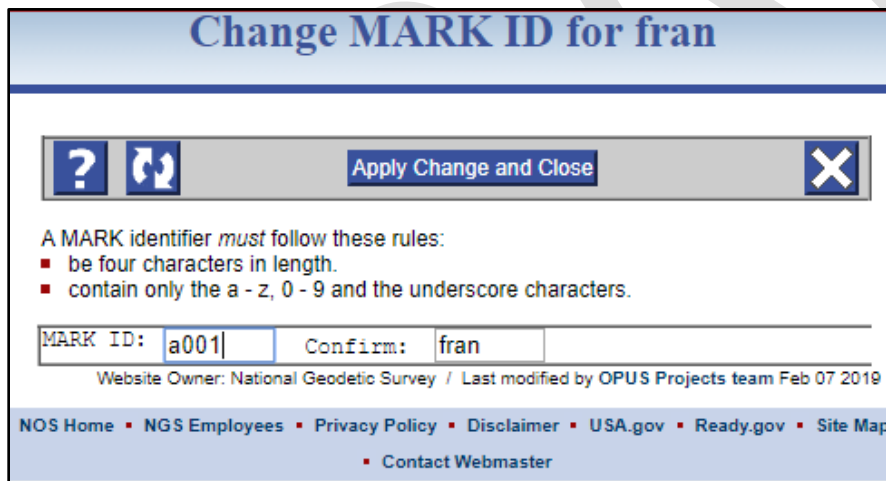 Change MARK ID for fran
? Apply Change and Close
A MARK identifier must follow these rules:
▪ be four characters in length.
▪ contain only the a - z, 0 - 9 and the underscore characters.
MARK ID: a001 Confirm: fran
Website Owner: National Geodetic Survey / Last modified by OPUS Projects team Feb 07 2019
NOS Home ▪ NGS Employees ▪ Privacy Policy ▪ Disclaimer ▪ USA.gov ▪ Ready.gov ▪ Site Map
▪ Contact Webmaster